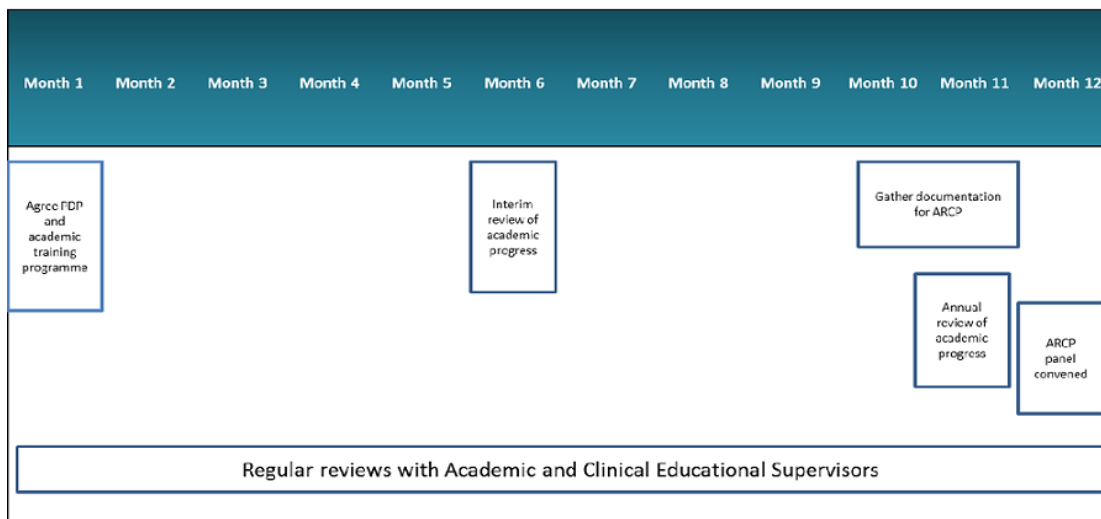 Month 1 Month 2 Month 3 Month 4 Month 5 Month 6 Month 7 Month 8 Month 9 Month 10 Month 11 Month 12
Agree PDP
and
academic
training
programme
Interim
review of
academic
progress
Gather documentation
for ARCP
Annual
review of
academic
progress
ARCP
panel
convened
Regular reviews with Academic and Clinical Educational Supervisors